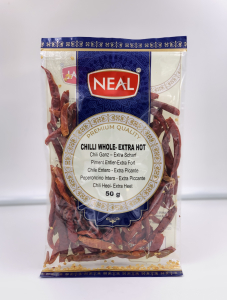 NEAL
PREMIUM QUALITY
CHILLI WHOLE- EXTRA HOT
Chili Ganz - Extra Scharf
Piment Entier- Extra Fort
Chile Entero - Extra Picante
Peperoncino Intero - Extra Piccante
Chili Heel- Extra Heet
50 g